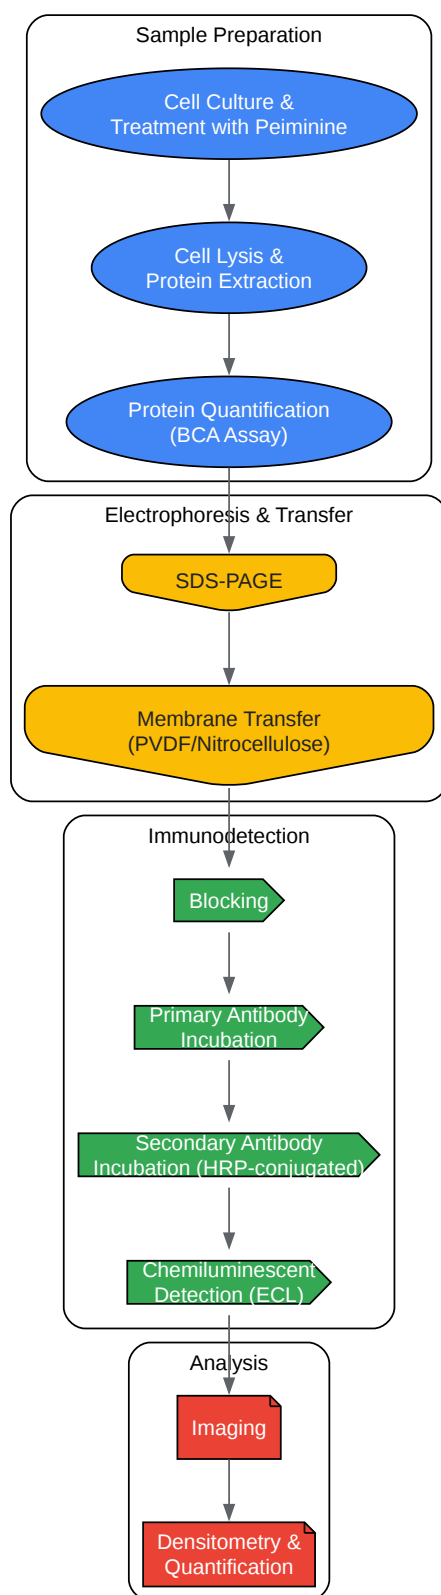 Sample Preparation
Cell Culture &
Treatment with Peiminine
Cell Lysis &
Protein Extraction
Protein Quantification
(BCA Assay)
Electrophoresis & Transfer
SDS-PAGE
Membrane Transfer
(PVDF/Nitrocellulose)
Immunodetection
Blocking
Primary Antibody
Incubation
Secondary Antibody
Incubation (HRP-conjugated)
Chemiluminescent
Detection (ECL)
Analysis
Imaging
Densitometry &
Quantification